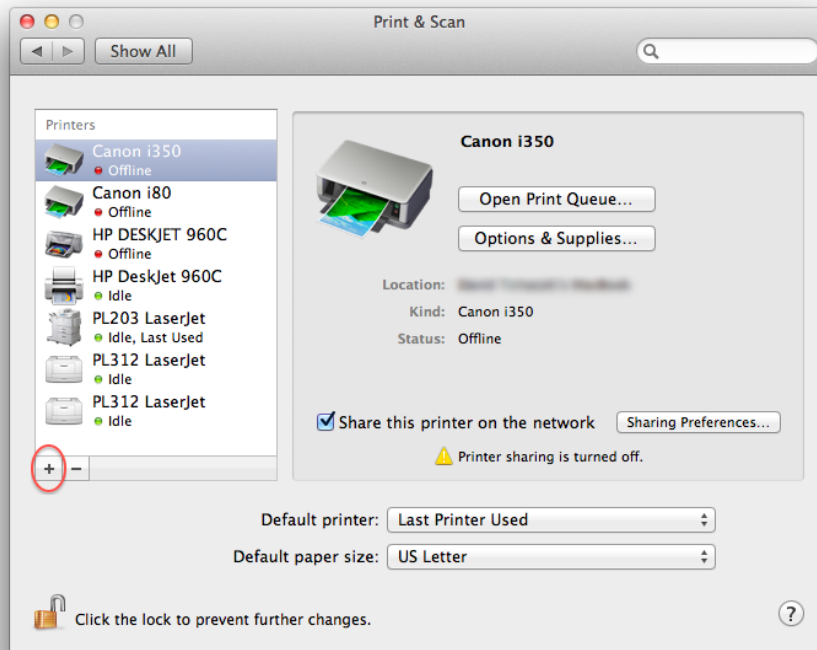 Print & Scan
Show All
Printers
Canon i350
Offline
Canon i80
Offline
HP DESKJET 960C
Offline
HP DeskJet 960C
Idle
PL203 LaserJet
Idle, Last Used
PL312 LaserJet
Idle
PL312 LaserJet
Idle
+ −
Canon i350
Open Print Queue...
Options & Supplies...
Location:
Kind: Canon i350
Status: Offline
Share this printer on the network Sharing Preferences...
Printer sharing is turned off.
Default printer: Last Printer Used
Default paper size: US Letter
Click the lock to prevent further changes. ?